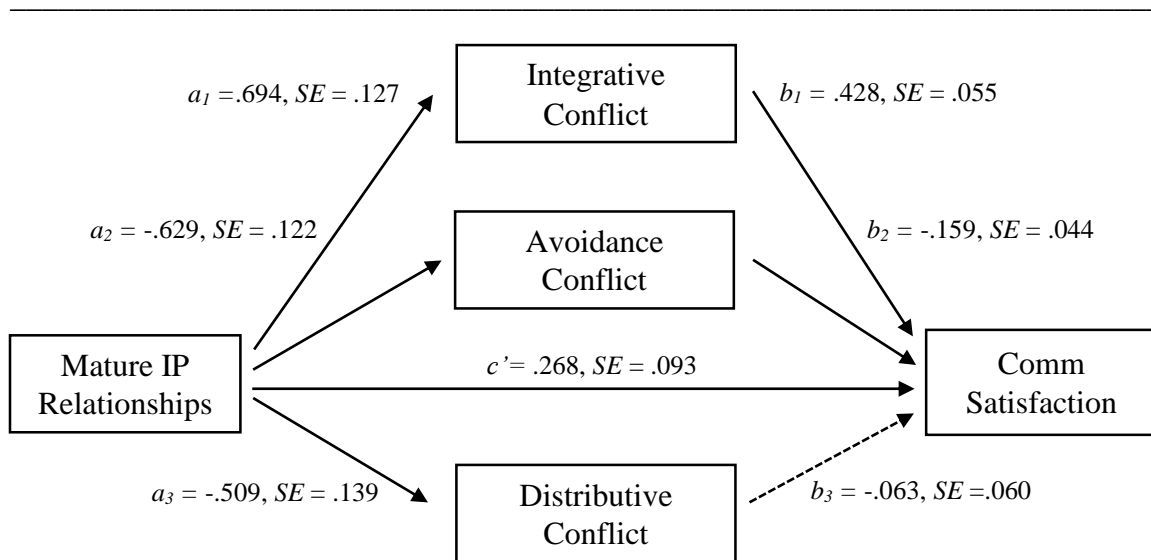 Integrative
Conflict
a1 =.694, SE = .127
b1 = .428, SE = .055
a2 = -.629, SE = .122
Avoidance
Conflict
b2 = -.159, SE = .044
Mature IP
Relationships
c’= .268, SE = .093
Comm
Satisfaction
a3 = -.509, SE = .139
Distributive
Conflict
b3 = -.063, SE =.060